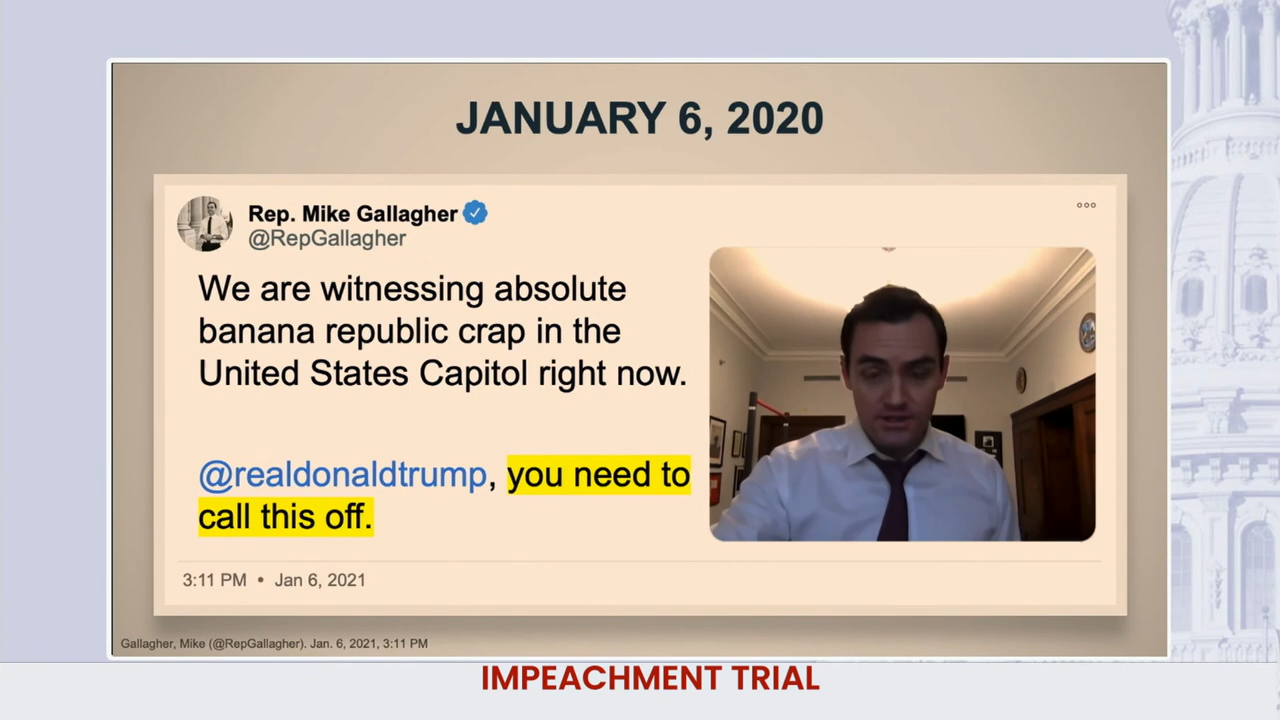 JANUARY 6, 2020
Rep. Mike Gallagher
@RepGallagher
We are witnessing absolute
banana republic crap in the
United States Capitol right now.
@realdonaldtrump, you need to
call this off.
3:11 PM • Jan 6, 2021
Gallagher, Mike (@RepGallagher). Jan. 6, 2021, 3:11 PM
IMPEACHMENT TRIAL